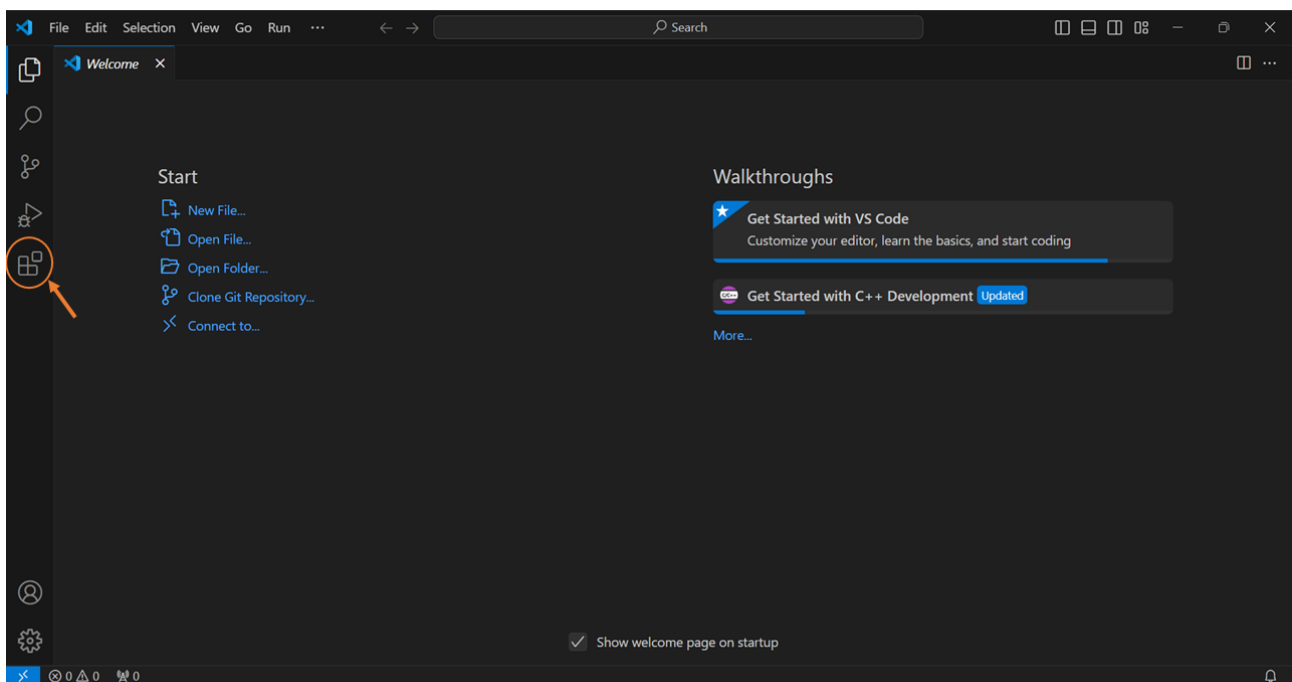 File Edit Selection View Go Run ··· Search
Welcome
Start
New File...
Open File...
Open Folder...
Clone Git Repository...
Connect to...
Walkthroughs
Get Started with VS Code
Customize your editor, learn the basics, and start coding
C/C++ Get Started with C++ Development Updated
More...
Show welcome page on startup
0 0 0